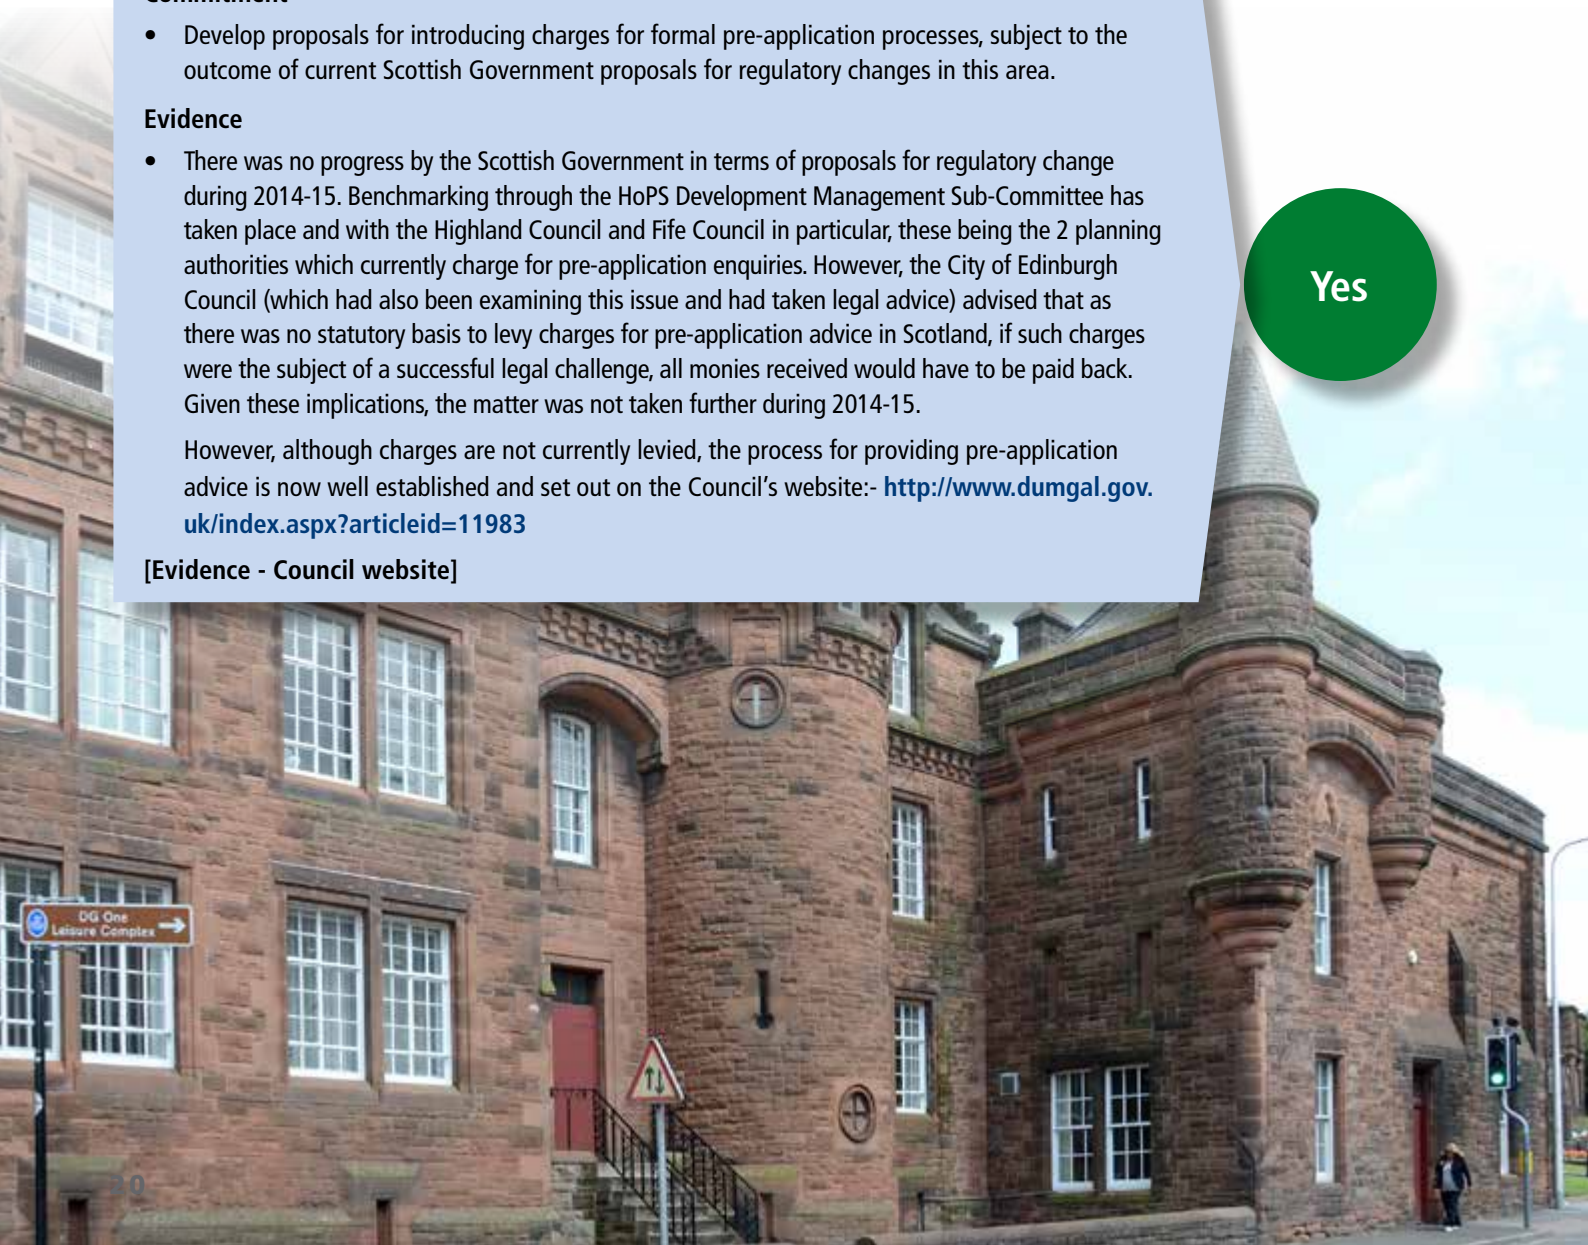 • Develop proposals for introducing charges for formal pre-application processes, subject to the
outcome of current Scottish Government proposals for regulatory changes in this area.
Evidence
• There was no progress by the Scottish Government in terms of proposals for regulatory change
during 2014-15. Benchmarking through the HoPS Development Management Sub-Committee has
taken place and with the Highland Council and Fife Council in particular, these being the 2 planning
authorities which currently charge for pre-application enquiries. However, the City of Edinburgh
Council (which had also been examining this issue and had taken legal advice) advised that as
there was no statutory basis to levy charges for pre-application advice in Scotland, if such charges
were the subject of a successful legal challenge, all monies received would have to be paid back.
Given these implications, the matter was not taken further during 2014-15.
However, although charges are not currently levied, the process for providing pre-application
advice is now well established and set out on the Council's website:- http://www.dumgal.gov.
uk/index.aspx?articleid=11983
[Evidence - Council website]
Yes
DG One
Leisure Complex